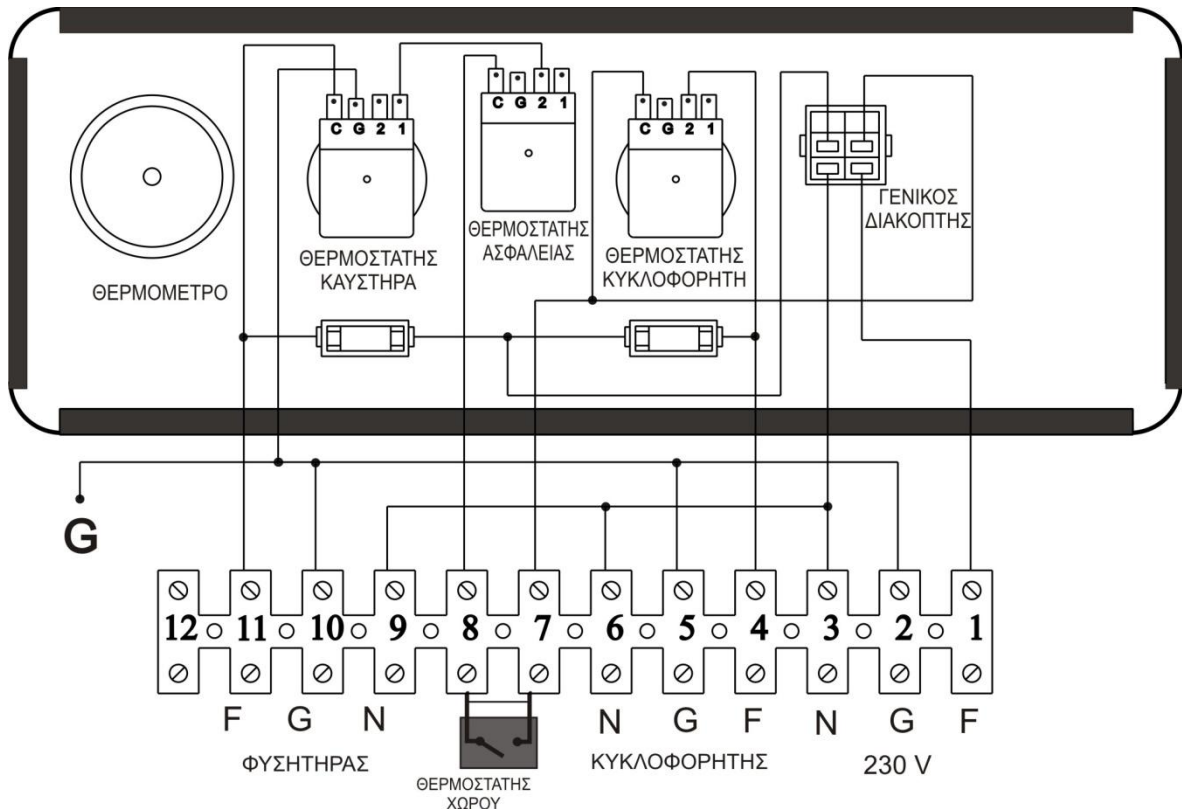 C G 2 1
C G 2 1
C G 2 1
ΘΕΡΜΟΜΕΤΡΟ
ΘΕΡΜΟΣΤΑΤΗΣ
ΚΑΥΣΤΗΡΑ
ΘΕΡΜΟΣΤΑΤΗΣ
ΑΣΦΑΛΕΙΑΣ
ΘΕΡΜΟΣΤΑΤΗΣ
ΚΥΚΛΟΦΟΡΗΤΗ
ΓΕΝΙΚΟΣ
ΔΙΑΚΟΠΤΗΣ
G
12 11 10 9 8 7 6 5 4 3 2 1
F G N N G F N G F
ΦΥΣΗΤΗΡΑΣ
ΘΕΡΜΟΣΤΑΤΗΣ
ΧΩΡΟΥ
ΚΥΚΛΟΦΟΡΗΤΗΣ
230 V